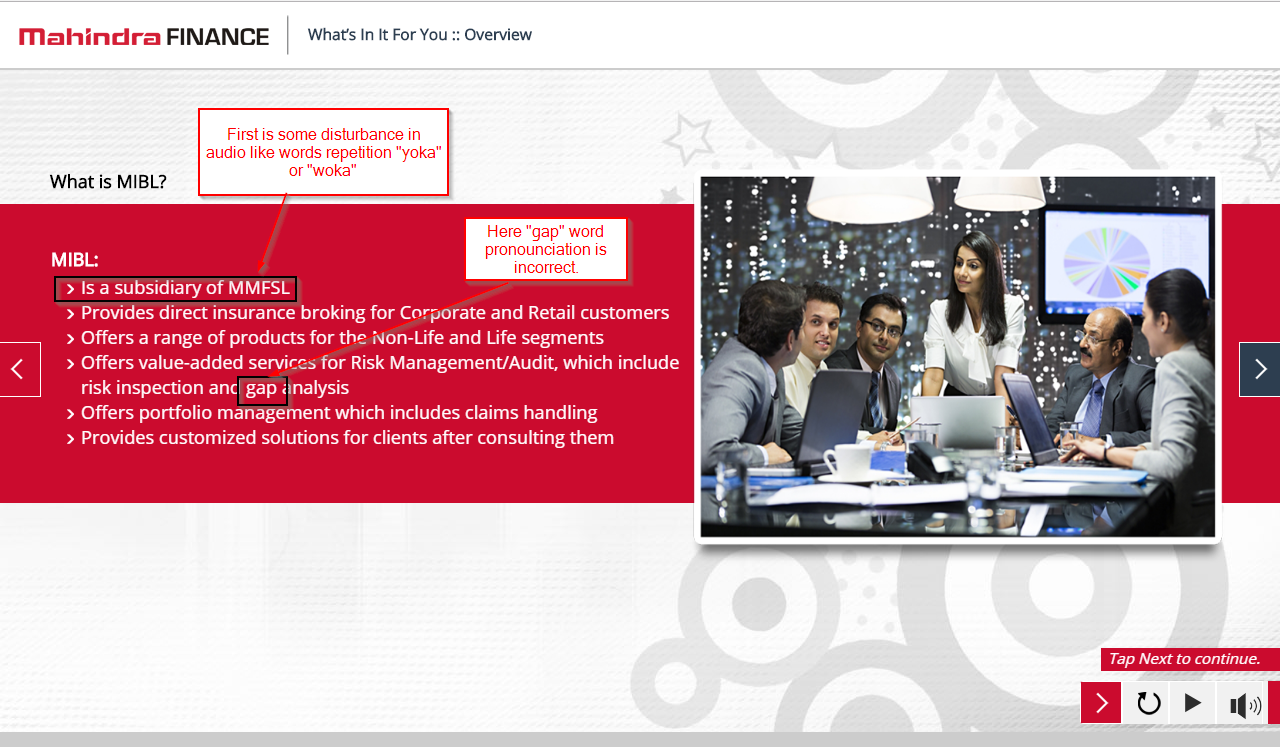 Mahindra FINANCE
What's In It For You :: Overview
First is some disturbance in
audio like words repetition "yoka"
or "woka"
What is MIBL?
Here "gap" word
pronounciation is
incorrect.
MIBL:
› Is a subsidiary of MMFSL
› Provides direct insurance broking for Corporate and Retail customers
› Offers a range of products for the Non-Life and Life segments
› Offers value-added services for Risk Management/Audit, which include
risk inspection and gap analysis
› Offers portfolio management which includes claims handling
› Provides customized solutions for clients after consulting them
Tap Next to continue.